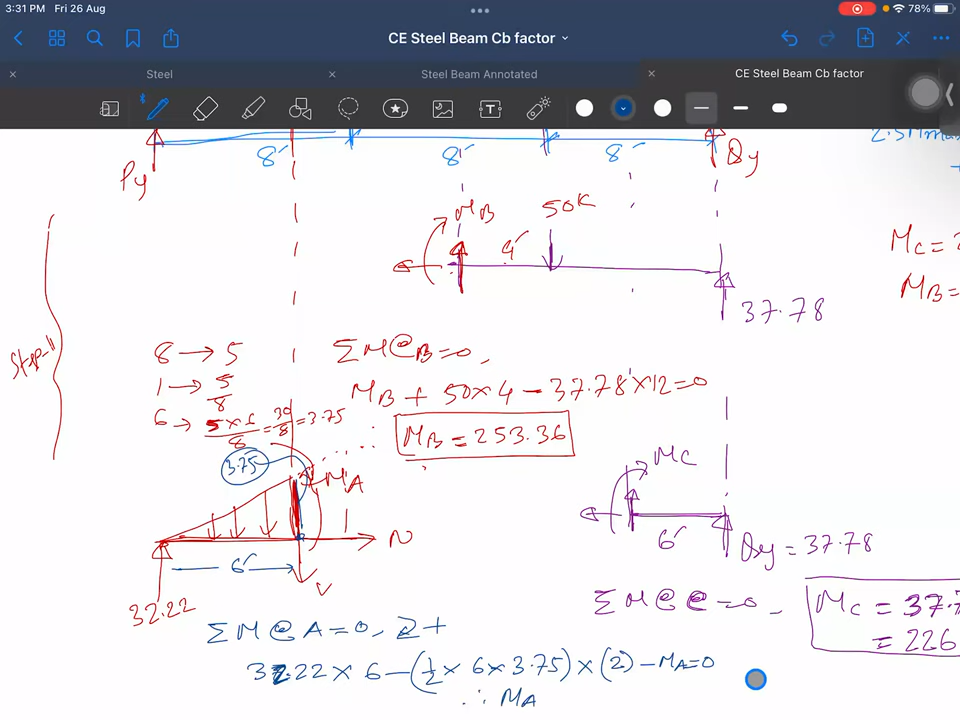 3:31 PM Fri 26 Aug
78%
CE Steel Beam Cb factor
Steel
Steel Beam Annotated
CE Steel Beam Cb factor
8'
8'
8'
Py
Qy
MB
50K
4'
37.78
MC = 2
MB =
Step-1
8 → 5
1 → 5/8
6 → 5×6/8 = 30/8 = 3.75
ΣM@B=0,
MB + 50×4 - 37.78×12=0
∴ MB = 253.36
3.75
MA
N
6'
V
32.22
MC
6'
Qy = 37.78
ΣM@C=0,
MC = 37.7
= 226
ΣM@A=0, +
32.22 × 6 - (1/2 × 6 × 3.75) × (2) - MA=0
∴ MA